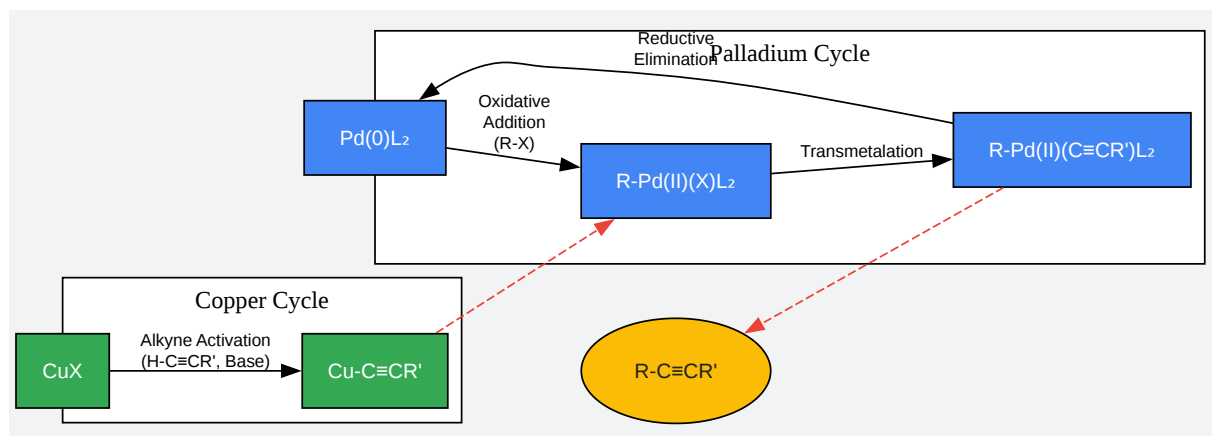 Reductive
Elimination
Palladium Cycle
Oxidative
Addition
(R-X)
Pd(0)L₂
R-Pd(II)(X)L₂
Transmetalation
R-Pd(II)(C≡CR')L₂
Copper Cycle
CuX
Alkyne Activation
(H-C≡CR', Base)
Cu-C≡CR'
R-C≡CR'